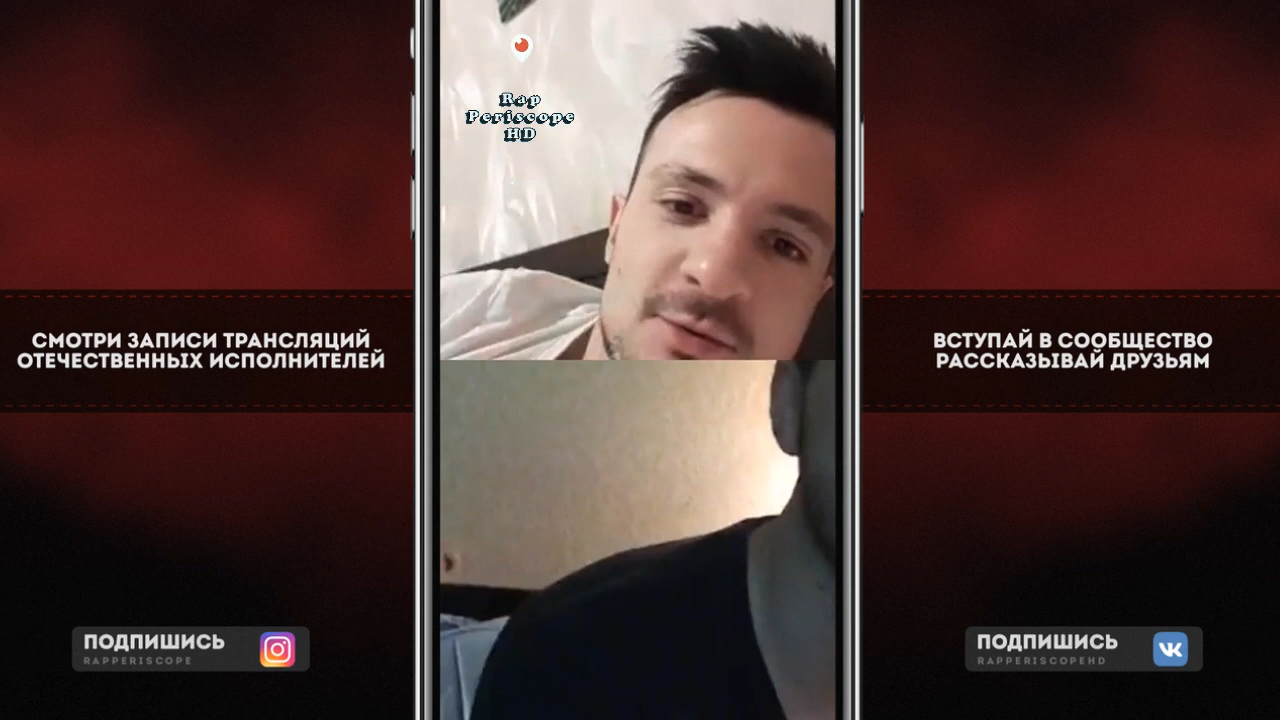 Rap
Periscope
HD
СМОТРИ ЗАПИСИ ТРАНСЛЯЦИЙ
ОТЕЧЕСТВЕННЫХ ИСПОЛНИТЕЛЕЙ
ВСТУПАЙ В СООБЩЕСТВО
РАССКАЗЫВАЙ ДРУЗЬЯМ
ПОДПИШИСЬ
RAPPERISCOPE
ПОДПИШИСЬ
RAPPERISCOPEHD